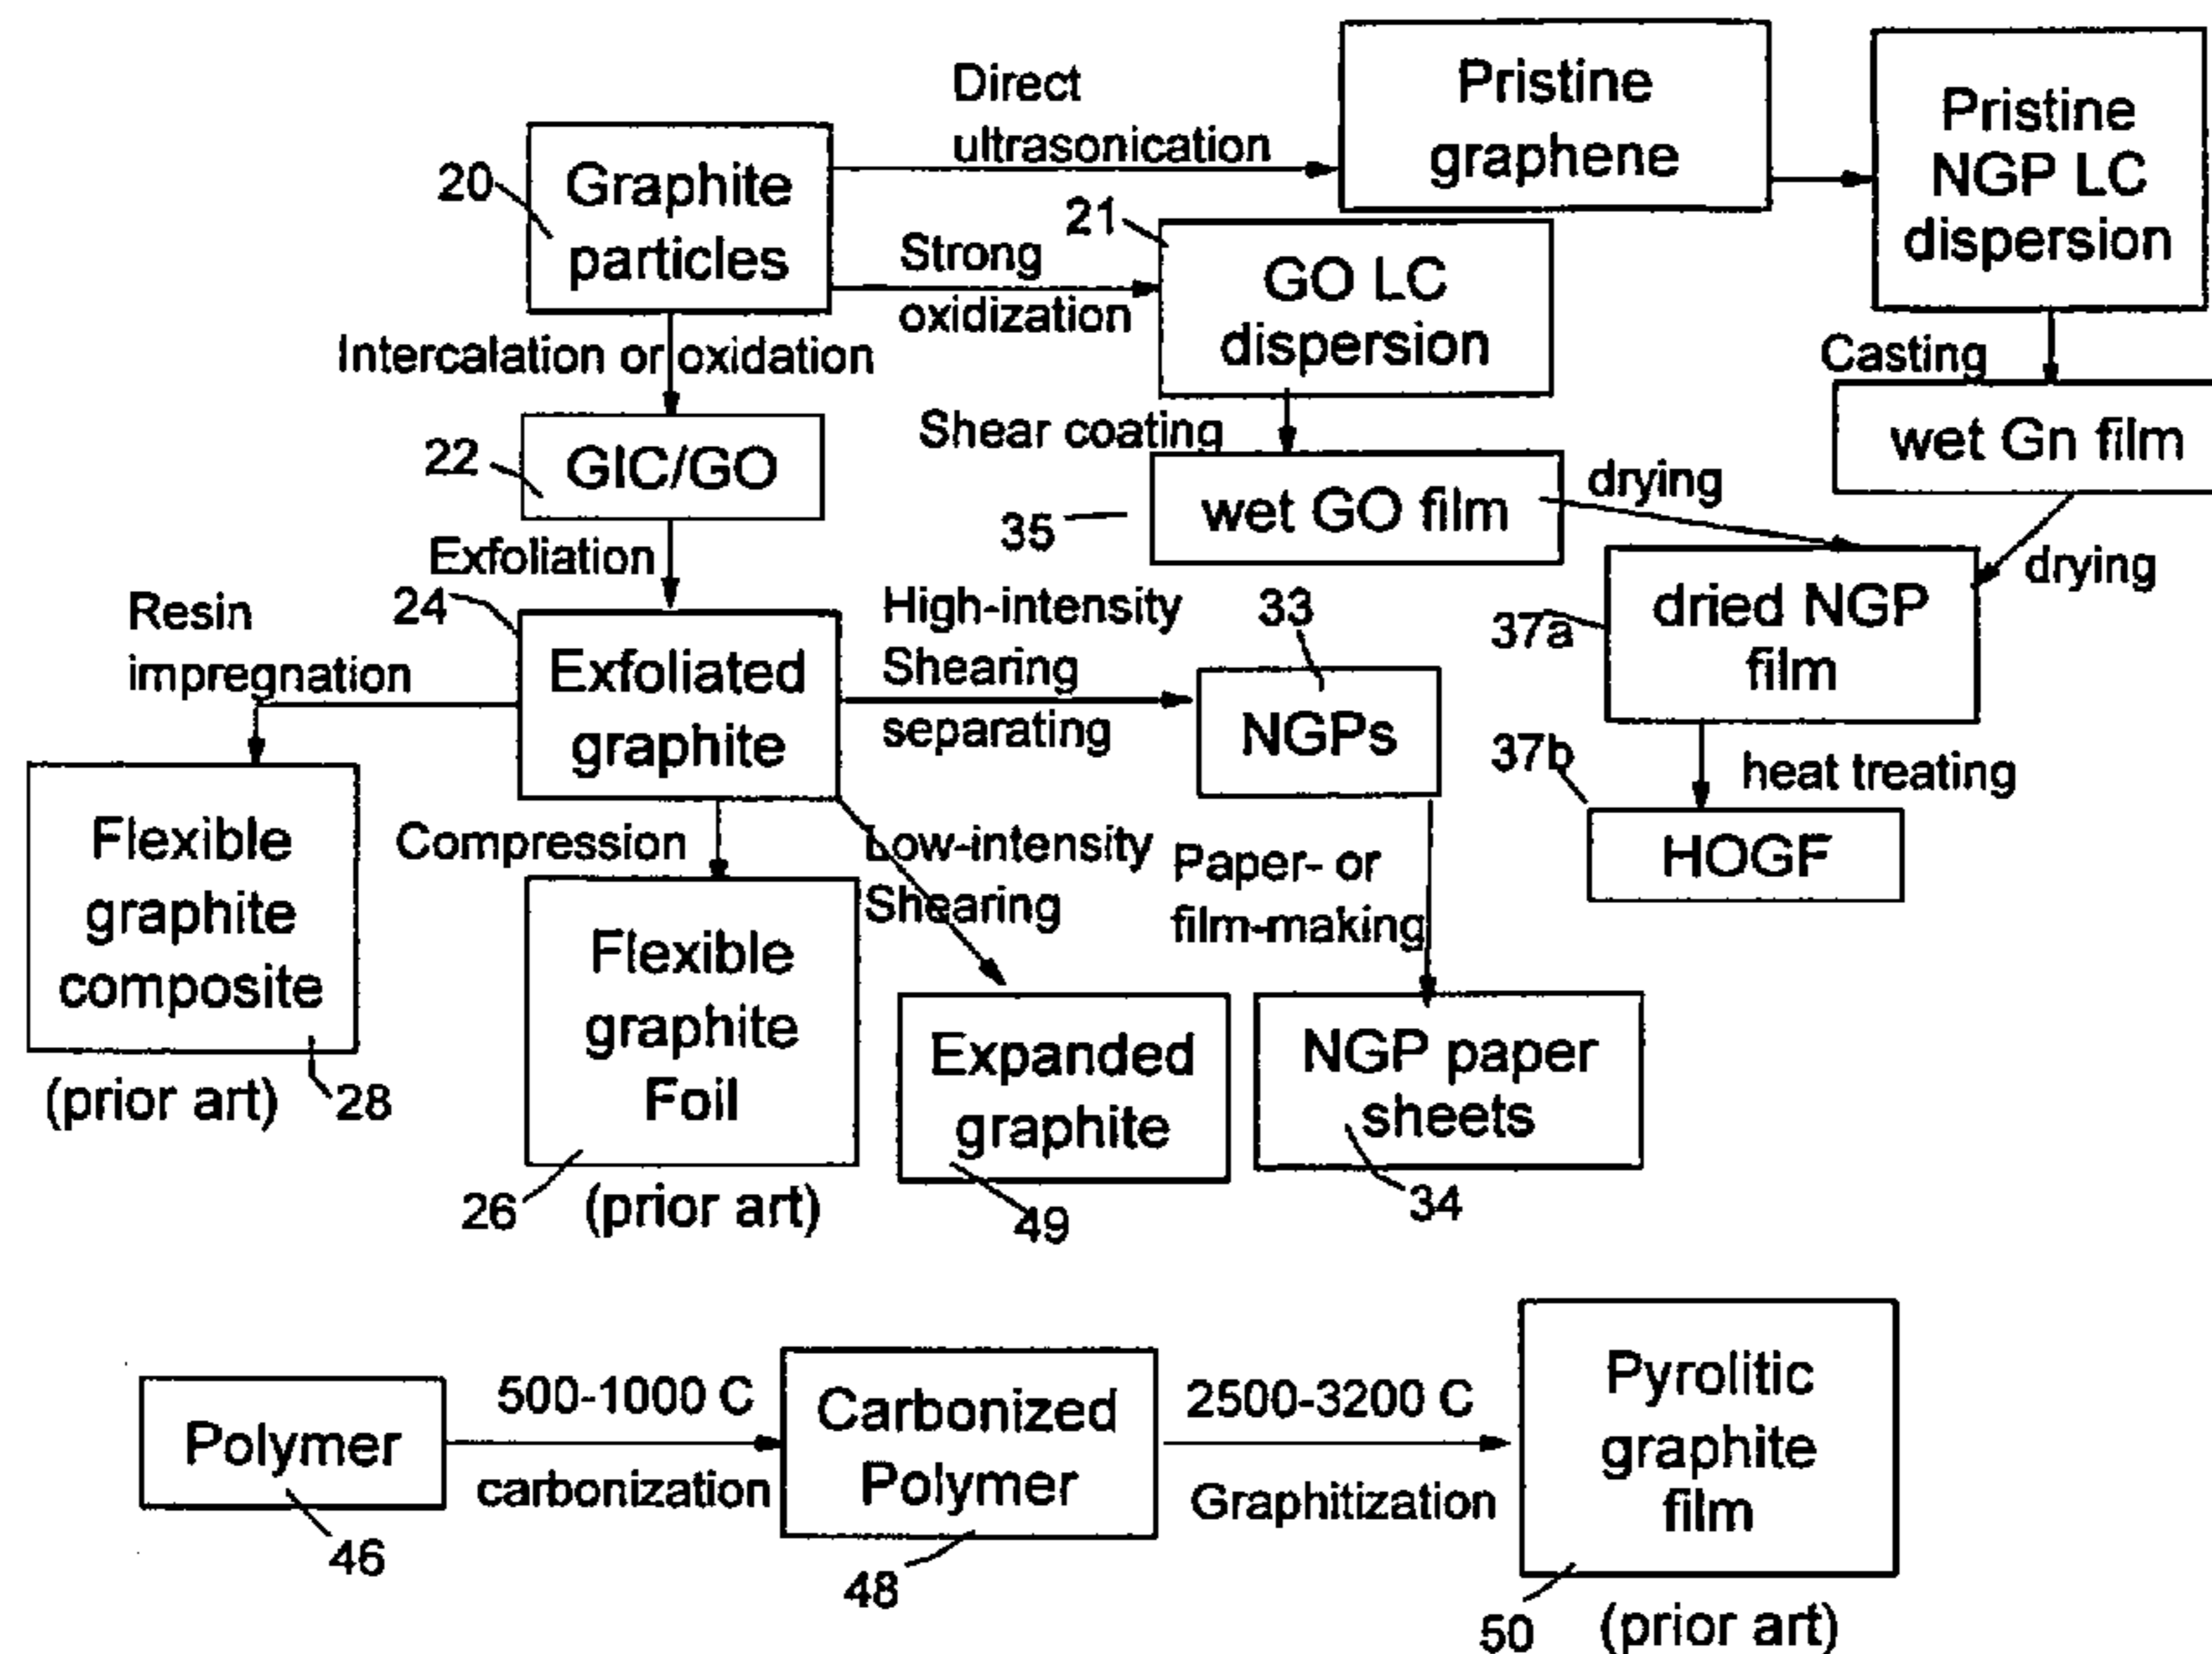 Direct
ultrasonication
Pristine
graphene
Pristine
NGP LC
dispersion
20
Graphite
particles
21
Strong
oxidization
GO LC
dispersion
Intercalation or oxidation
Casting
22
GIC/GO
Shear coating
wet Gn film
35
wet GO film
drying
drying
Exfoliation
Resin
impregnation
24
Exfoliated
graphite
High-intensity
Shearing
separating
33
NGPs
37a
dried NGP
film
37b
heat treating
HOGF
Flexible
graphite
composite
(prior art)
28
Compression
Flexible
graphite
Foil
26
(prior art)
Low-intensity
Shearing
Expanded
graphite
49
Paper- or
film-making
NGP paper
sheets
34
Polymer
46
500-1000 C
carbonization
Carbonized
Polymer
48
2500-3200 C
Graphitization
Pyrolitic
graphite
film
50
(prior art)